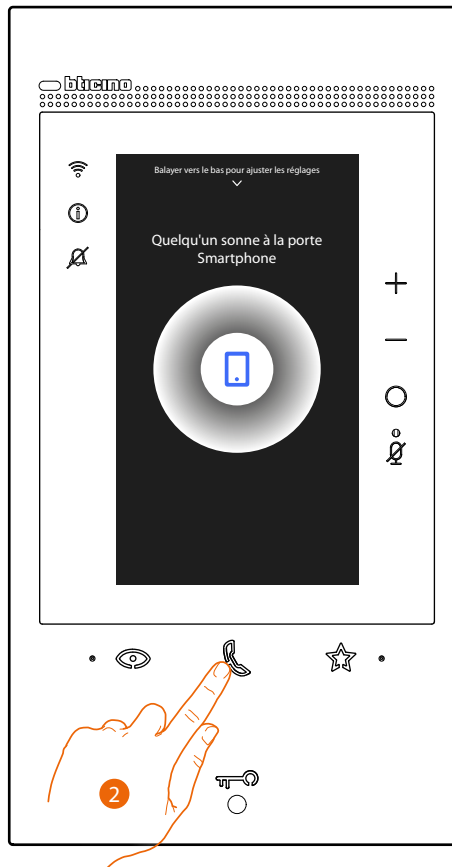 bticino
Balayer vers le bas pour ajuster les réglages
Quelqu'un sonne à la porte
Smartphone
2